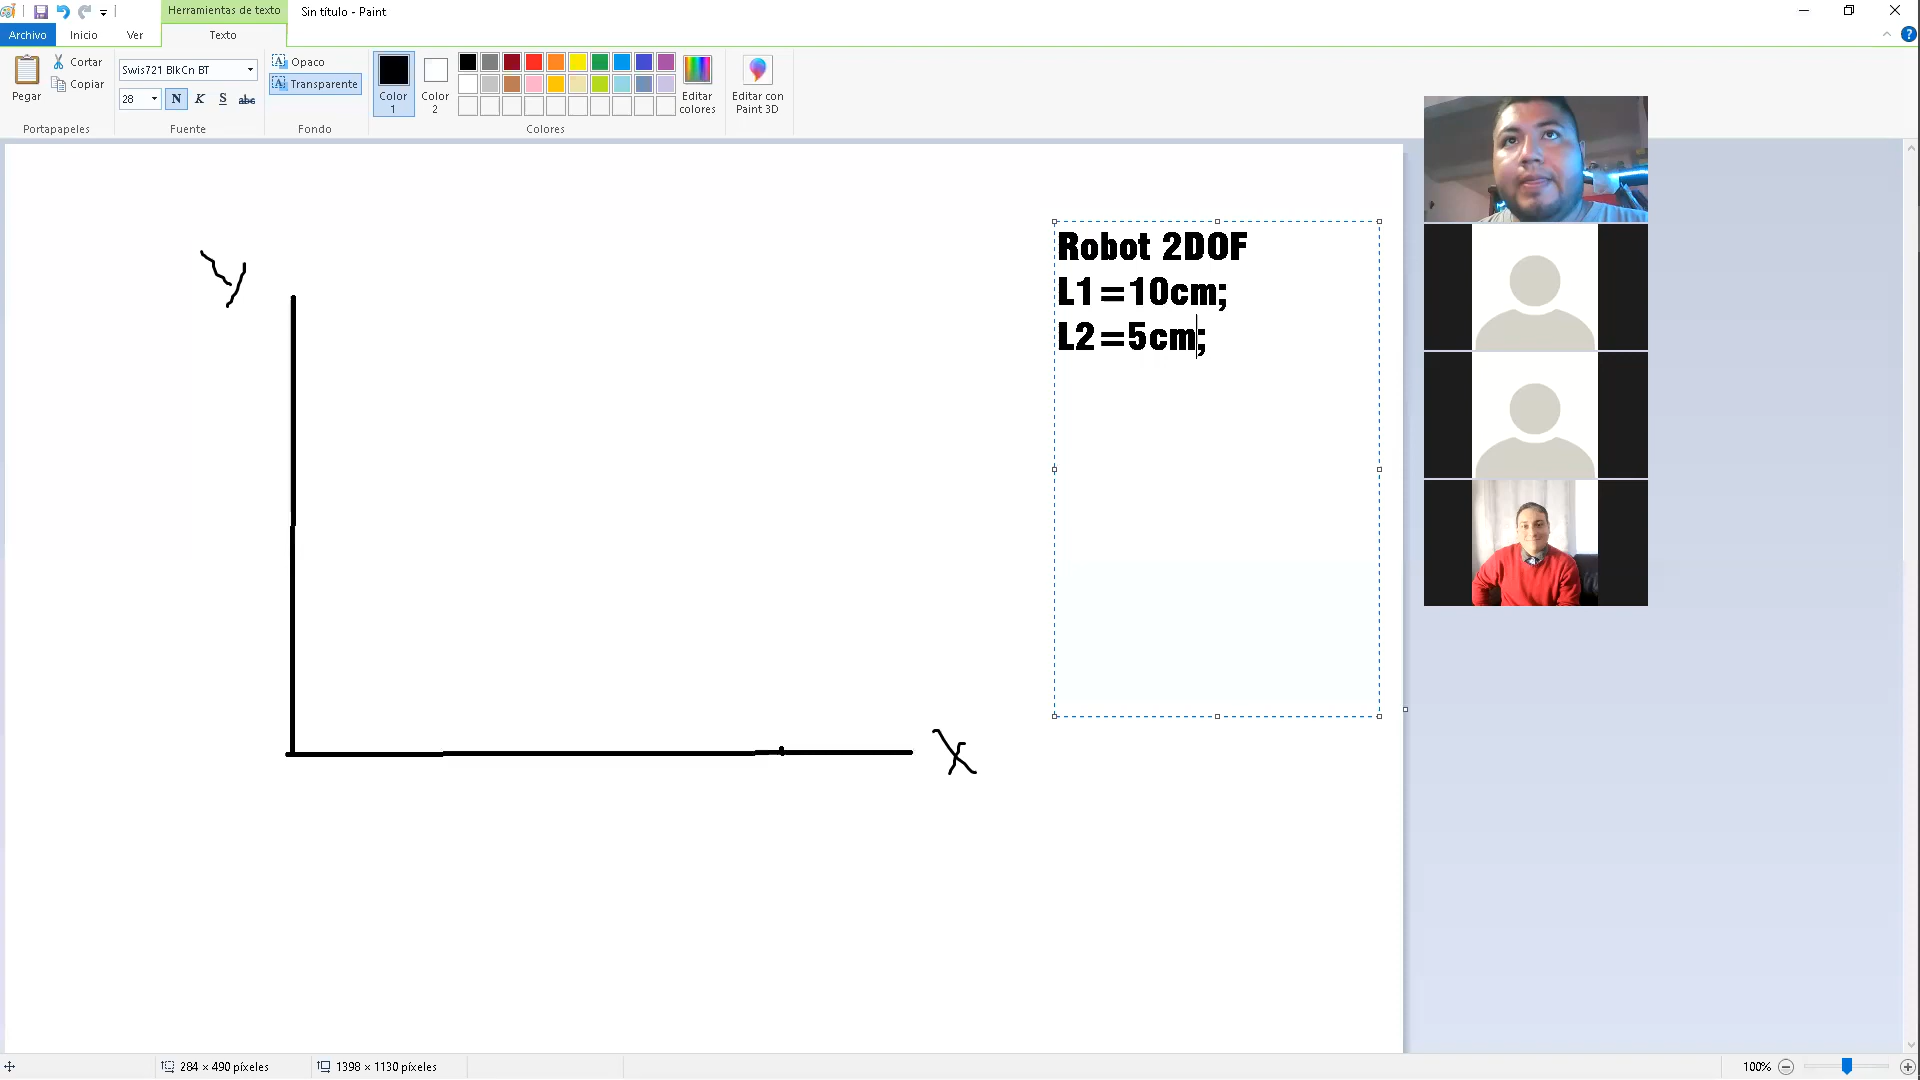 Herramientas de texto
Sin título - Paint
Archivo
Inicio
Ver
Texto
Pegar
Cortar
Copiar
Portapapeles
Swis721 BlkCn BT
28
N
K
S
abc
Fuente
Opaco
Transparente
Fondo
Color
1
Color
2
Editar
colores
Colores
Editar con
Paint 3D
Robot 2DOF
L1=10cm;
L2=5cm;
y
x
284 × 490 píxeles
1398 × 1130 píxeles
100%